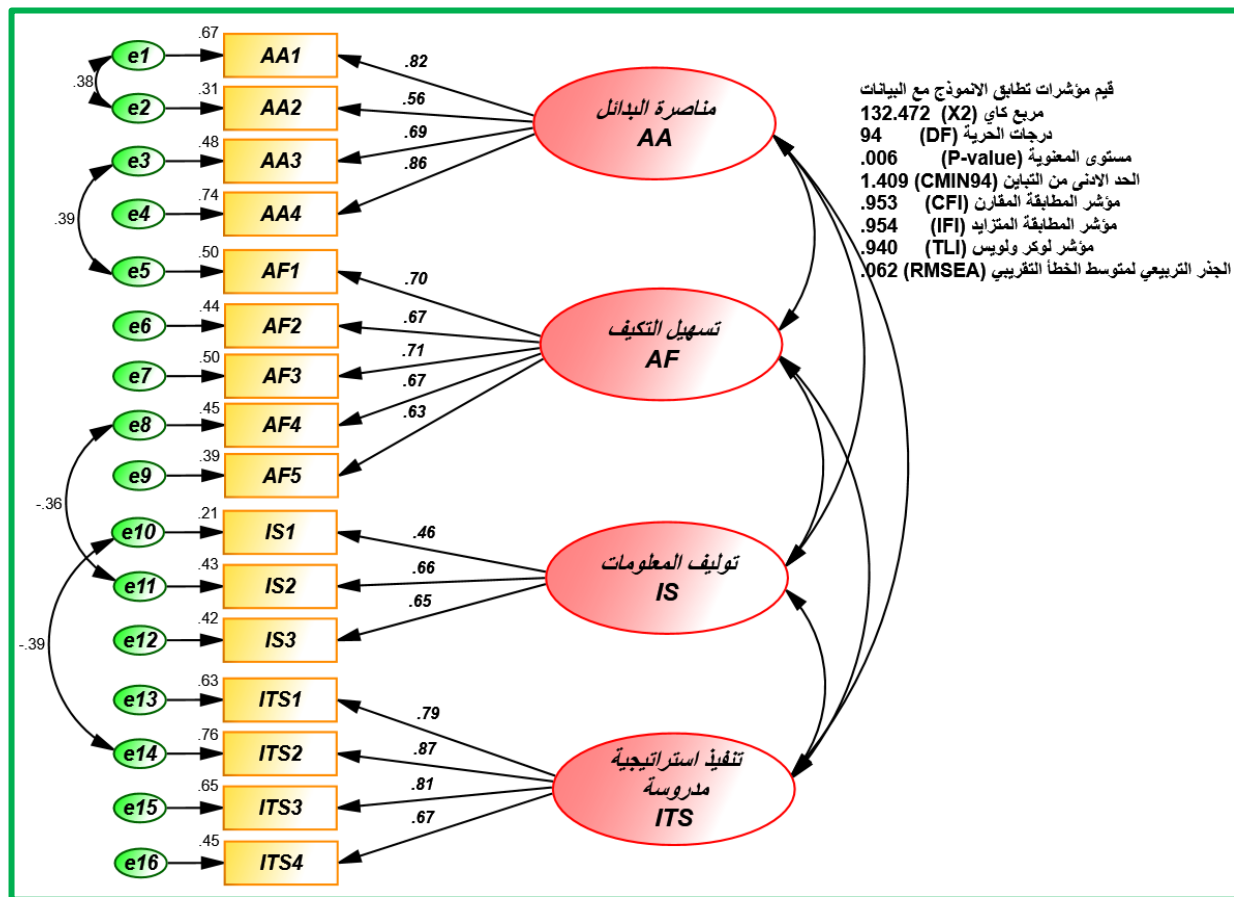 .67
e1
AA1
.82
.38
.31
e2
AA2
.56
.48
e3
AA3
.69
.74
e4
AA4
.86
مناصرة البدائل
AA
.39
.50
e5
AF1
.70
.44
e6
AF2
.67
.50
e7
AF3
.71
.45
e8
AF4
.67
.39
e9
AF5
.63
تسهيل التكيف
AF
-.36
.21
e10
IS1
.46
.43
e11
IS2
.66
.42
e12
IS3
.65
توليف المعلومات
IS
-.39
.63
e13
ITS1
.79
.76
e14
ITS2
.87
.65
e15
ITS3
.81
.45
e16
ITS4
.67
تنفيذ استراتيجية
مدروسة
ITS
قيم مؤشرات تطابق الانموذج مع البيانات
مربع كاي (X2) 132.472
درجات الحرية (DF) 94
مستوى المعنوية (P-value) .006
الحد الادنى من التباين (CMIN94) 1.409
مؤشر المطابقة المقارن (CFI) .953
مؤشر المطابقة المتزايد (IFI) .954
مؤشر لوكر ولويس (TLI) .940
الجذر التربيعي لمتوسط الخطأ التقريبي (RMSEA) .062